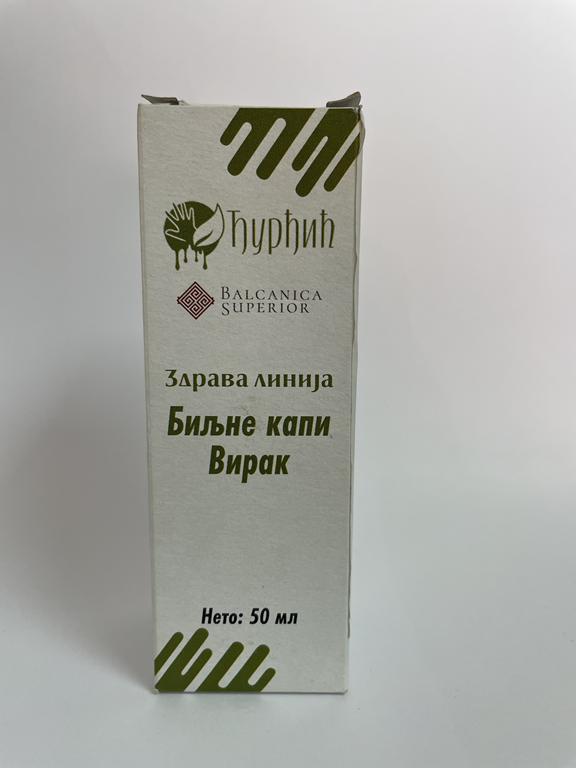 Ђурђић
BALCANICA
SUPERIOR
Здрава линија
Биљне капи
Вирак
Нето: 50 мл